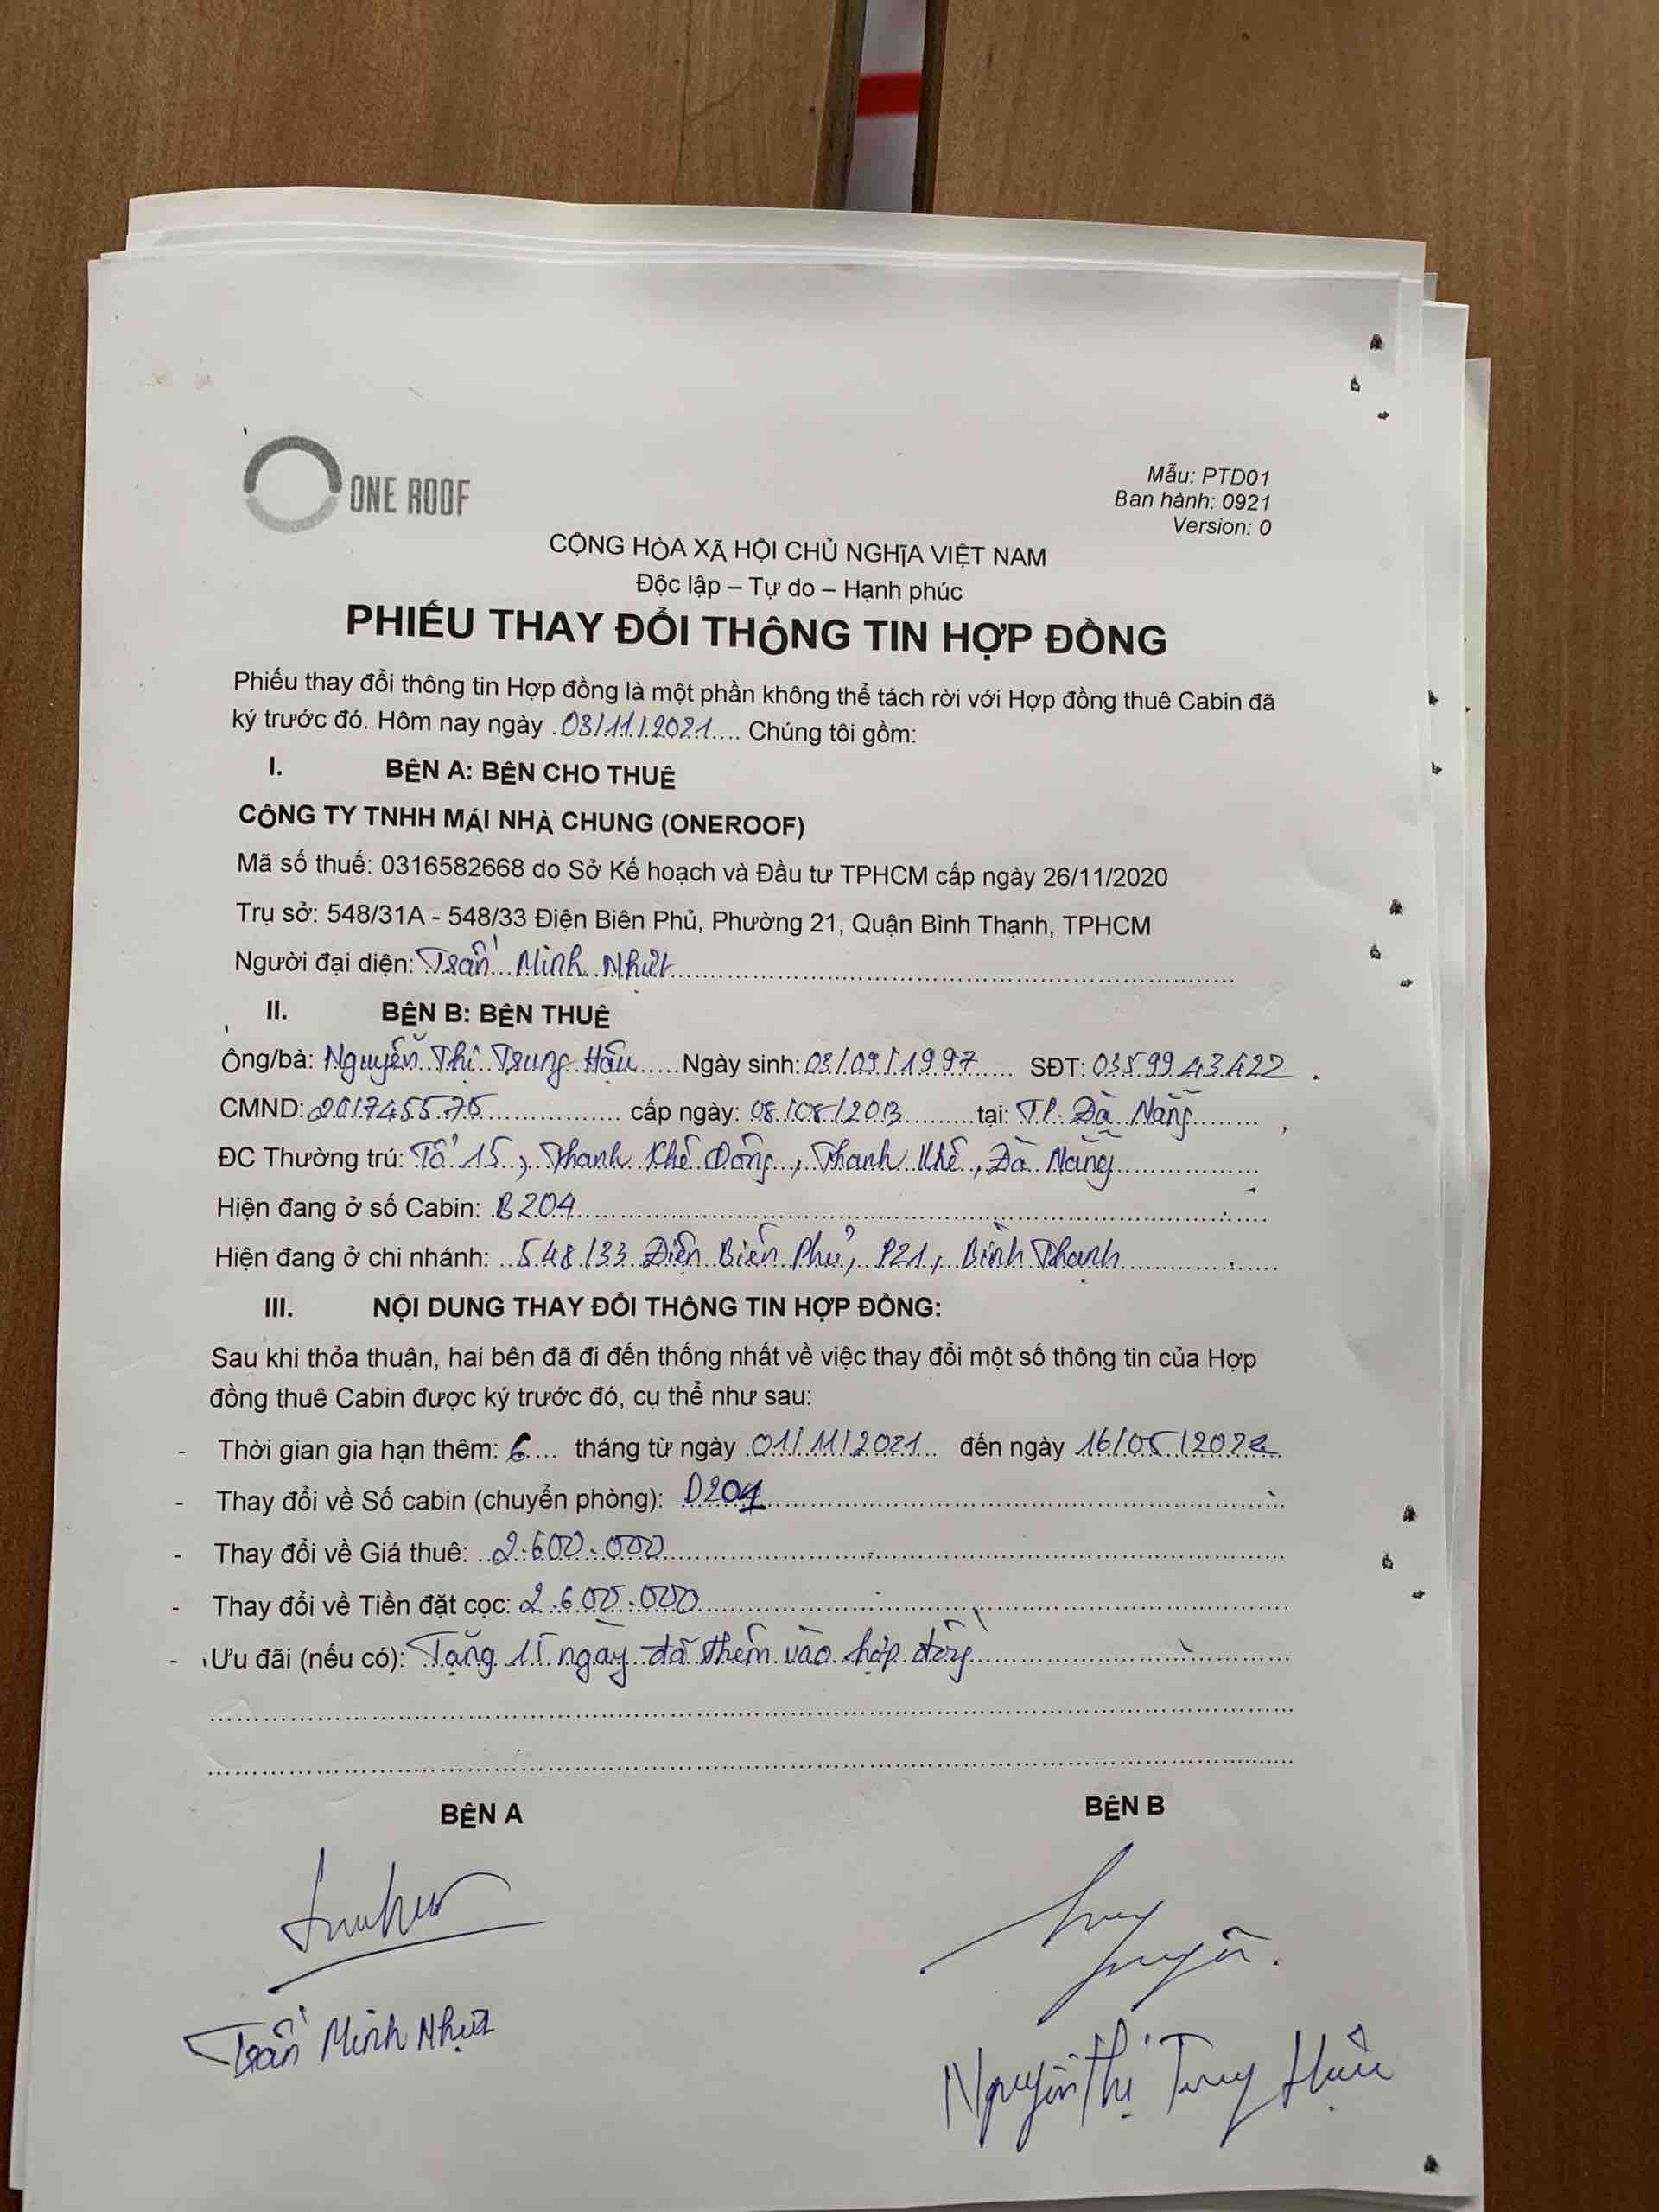 ONE ROOF
Mẫu: PTD01
Ban hành: 0921
Version: 0
CỘNG HÒA XÃ HỘI CHỦ NGHĨA VIỆT NAM
Độc lập – Tự do – Hạnh phúc
PHIẾU THAY ĐỔI THÔNG TIN HỢP ĐỒNG
Phiếu thay đổi thông tin Hợp đồng là một phần không thể tách rời với Hợp đồng thuê Cabin đã
ký trước đó. Hôm nay ngày 03/11/2021 Chúng tôi gồm:
I. BÊN A: BÊN CHO THUÊ
CÔNG TY TNHH MÁI NHÀ CHUNG (ONEROOF)
Mã số thuế: 0316582668 do Sở Kế hoạch và Đầu tư TPHCM cấp ngày 26/11/2020
Trụ sở: 548/31A - 548/33 Điện Biên Phủ, Phường 21, Quận Bình Thạnh, TPHCM
Người đại diện: Trần Minh Nhựt
II. BÊN B: BÊN THUÊ
Ông/bà: Nguyễn Thị Trung Hậu Ngày sinh: 03/09/1997 SĐT: 0359943422
CMND: 201745575 cấp ngày: 08/08/2013 tại: TP. Đà Nẵng
ĐC Thường trú: Tổ 15, Thanh Khê Đông, Thanh Khê, Đà Nẵng
Hiện đang ở số Cabin: B204
Hiện đang ở chi nhánh: 548/33 Điện Biên Phủ, P21, Bình Thạnh
III. NỘI DUNG THAY ĐỔI THÔNG TIN HỢP ĐỒNG:
Sau khi thỏa thuận, hai bên đã đi đến thống nhất về việc thay đổi một số thông tin của Hợp
đồng thuê Cabin được ký trước đó, cụ thể như sau:
- Thời gian gia hạn thêm: 6 tháng từ ngày 01/11/2021 đến ngày 16/05/2022
- Thay đổi về Số cabin (chuyển phòng): D204
- Thay đổi về Giá thuê: 2.600.000
- Thay đổi về Tiền đặt cọc: 2.600.000
- Ưu đãi (nếu có): Tặng 15 ngày đã thêm vào hợp đồng
BÊN A BÊN B
Trần Minh Nhựt
Nguyễn Thị Trung Hậu